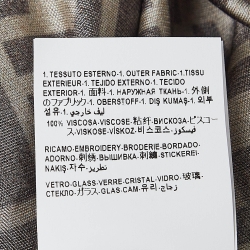 1. TESSUTO ESTERNO-1. OUTER FABRIC-1.TISSU
EXTERIEUR-1. TEJIDO EXTERNO-1. TECIDO
EXTERIOR-1. 面料-1. НАРУЖНАЯ ТКАНЬ-1. 外側
のファブリック-1. OBERSTOFF-1. DIŞ KUMAŞ-1. 외부
섬유-1. ليف خارجي
100% VISCOSA-VISCOSE-粘纤-ВИСКОЗА-ビスコー
ス-VISKOSE-VİSKOZ-비스코스-فيسكوز
RICAMO-EMBROIDERY-BRODERIE-BORDADO-
ADORNO-刺绣-ВЫШИВКА-刺繍-STICKEREI-
NAKIŞ-자수-تطريز
VETRO-GLASS-VERRE-CRISTAL-VIDRO-玻璃-
СТЕКЛО-ガラス-GLAS-CAM-유리-زجاج